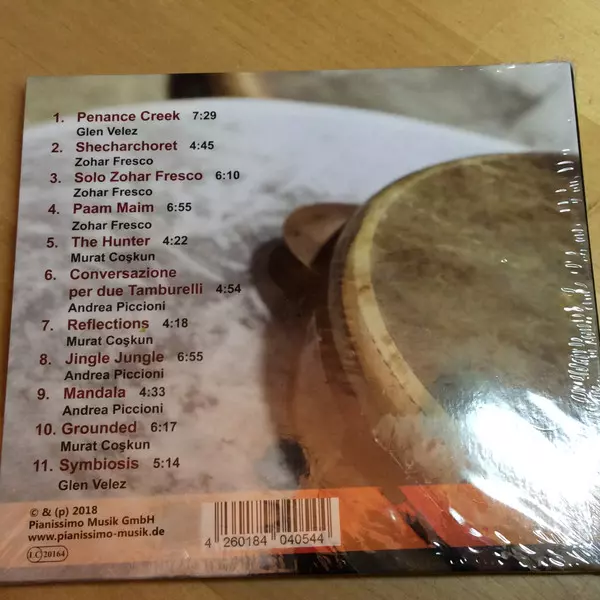 1. Penance Creek 7:29
Glen Velez
2. Shecharchoret 4:45
Zohar Fresco
3. Solo Zohar Fresco 6:10
Zohar Fresco
4. Paam Maim 6:55
Zohar Fresco
5. The Hunter 4:22
Murat Coşkun
6. Conversazione
per due Tamburelli 4:54
Andrea Piccioni
7. Reflections 4:18
Murat Coşkun
8. Jingle Jungle 6:55
Andrea Piccioni
9. Mandala 4:33
Andrea Piccioni
10. Grounded 6:17
Murat Coşkun
11. Symbiosis 5:14
Glen Velez
© & (p) 2018
Pianissimo Musik GmbH
www.pianissimo-musik.de
LC 20164
4 260184 040544